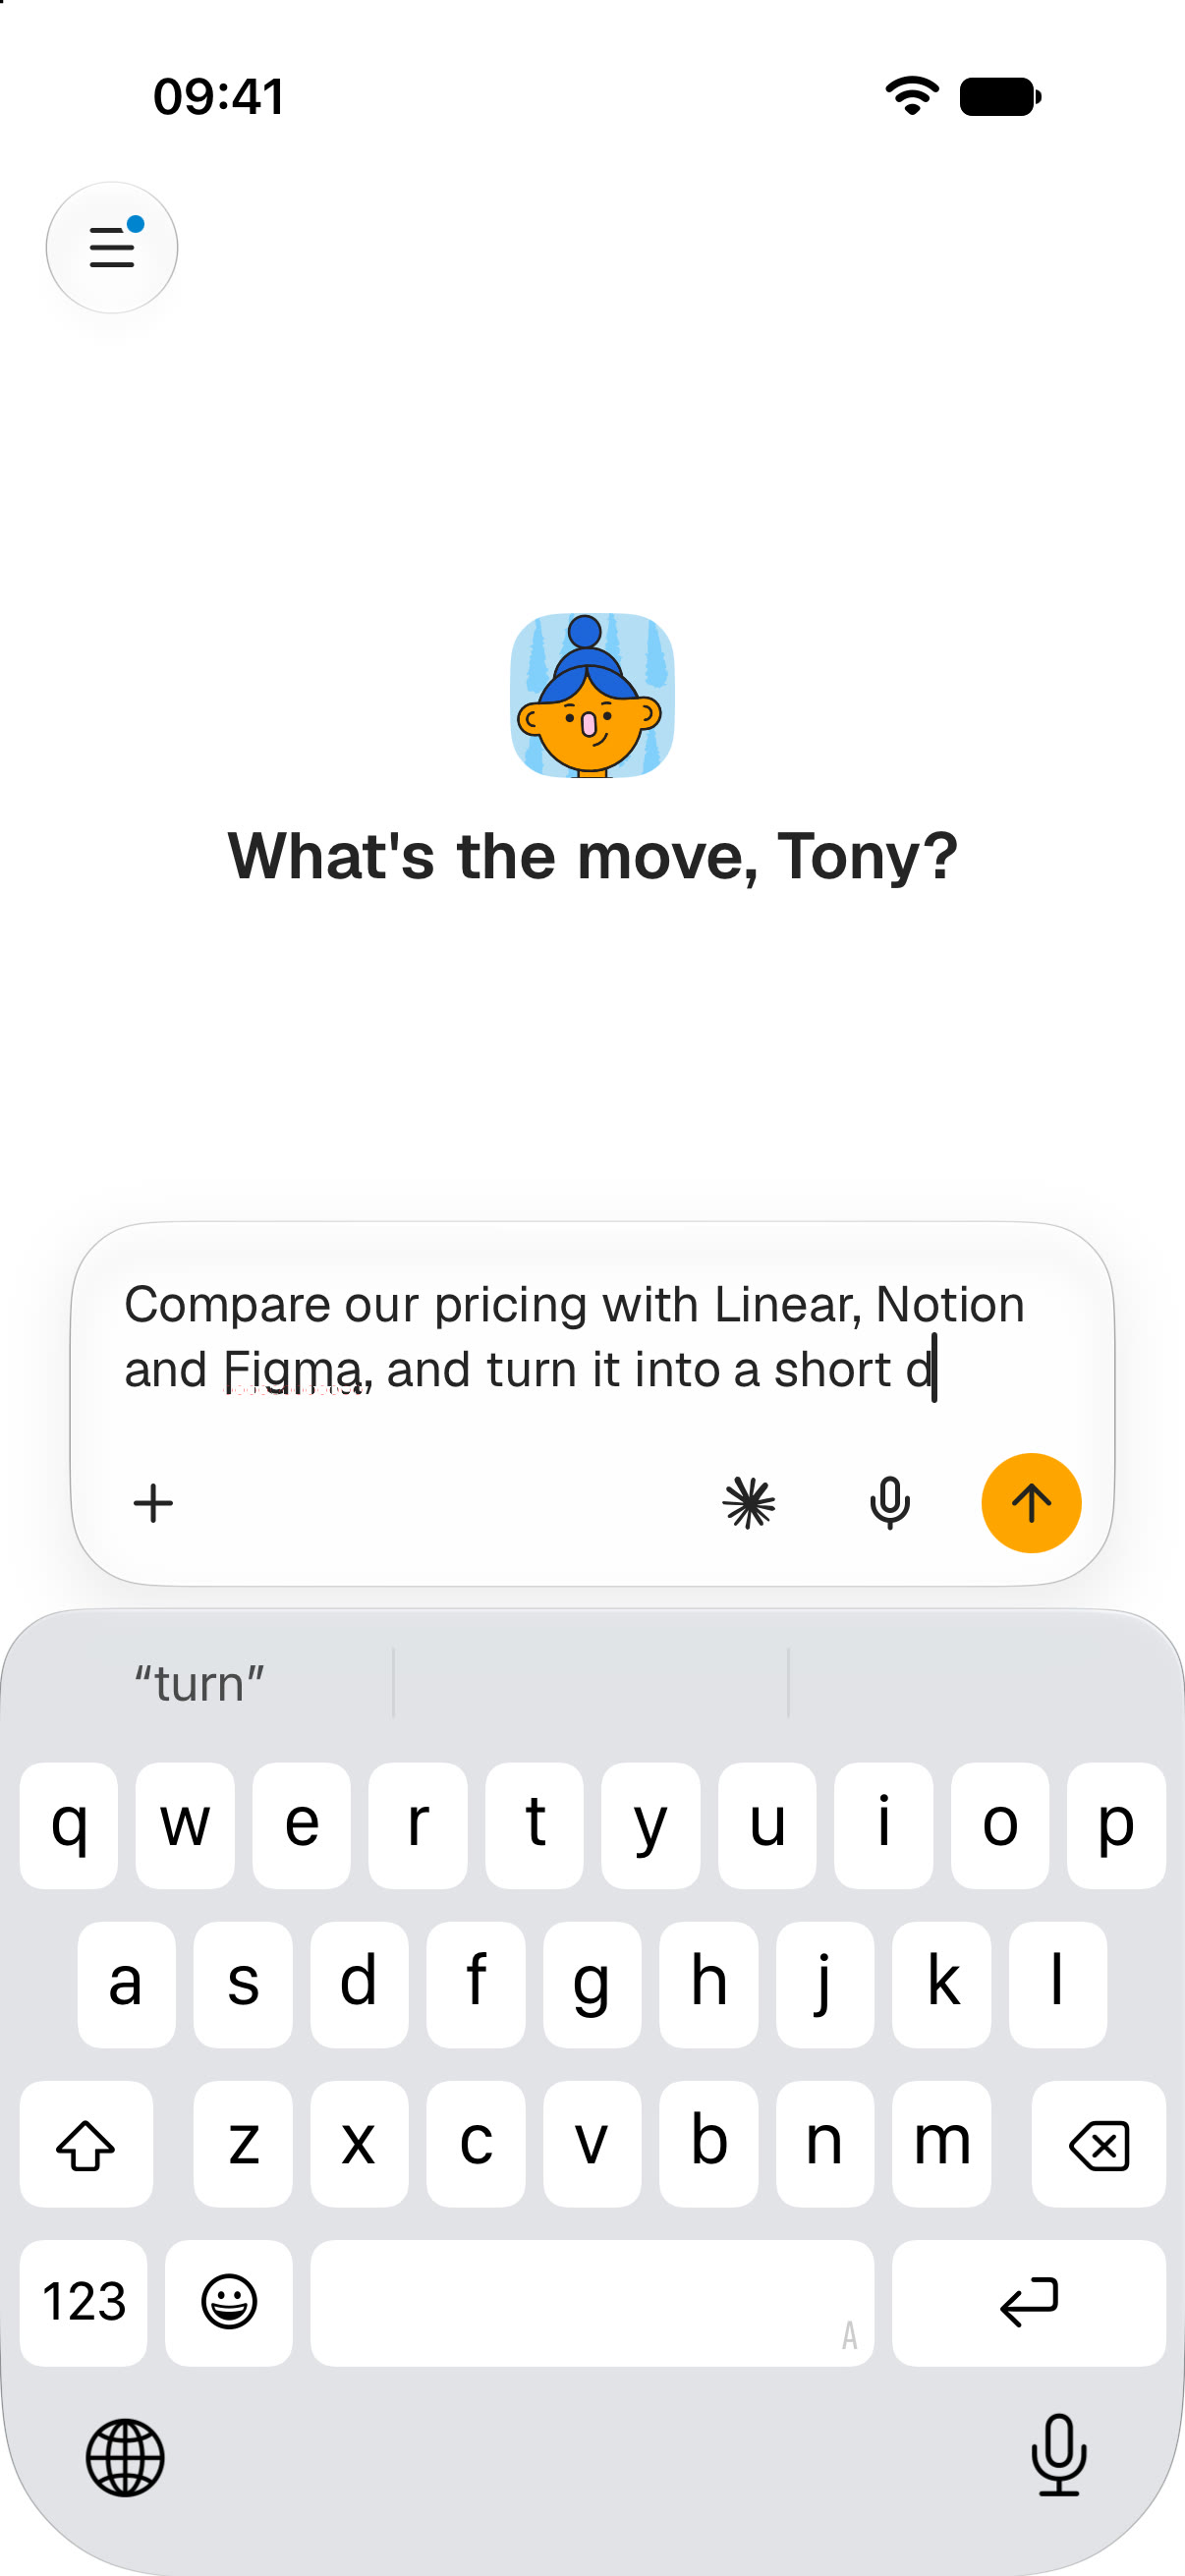 09:41
What's the move, Tony?
Compare our pricing with Linear, Notion
and Figma, and turn it into a short d
“turn”
q w e r t y u i o p
a s d f g h j k l
z x c v b n m
123
A